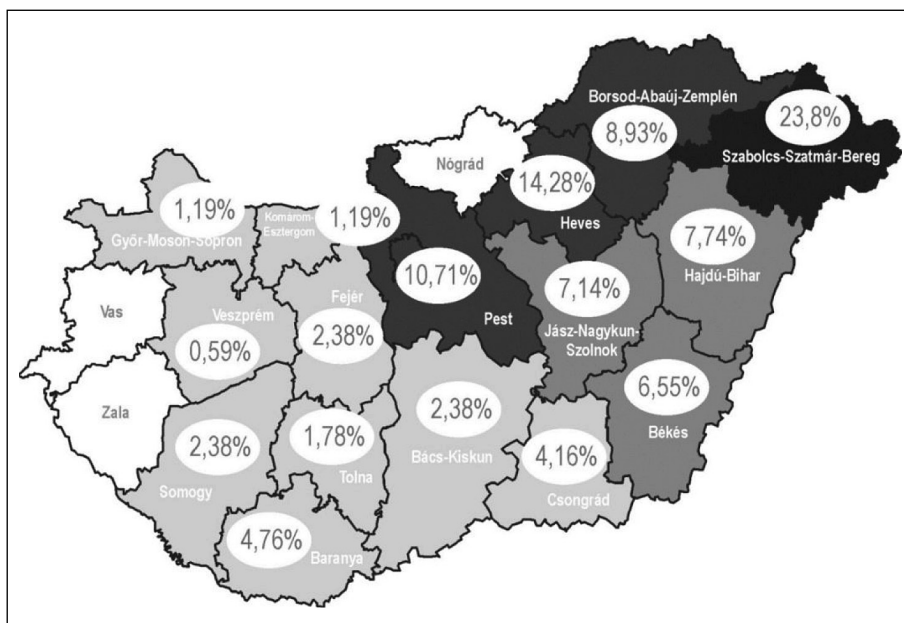 Borsod-Abaúj-Zemplén
8,93%
23,8%
Szabolcs-Szatmár-Bereg
Nógrád
14,28%
Heves
1,19%
Győr-Moson-Sopron
Komárom-
Esztergom
1,19%
7,74%
Hajdú-Bihar
10,71%
Pest
7,14%
Jász-Nagykun-
Szolnok
Vas
Veszprém
0,59%
Fejér
2,38%
6,55%
Békés
Zala
2,38%
Somogy
1,78%
Tolna
2,38%
Bács-Kiskun
4,16%
Csongrád
4,76%
Baranya